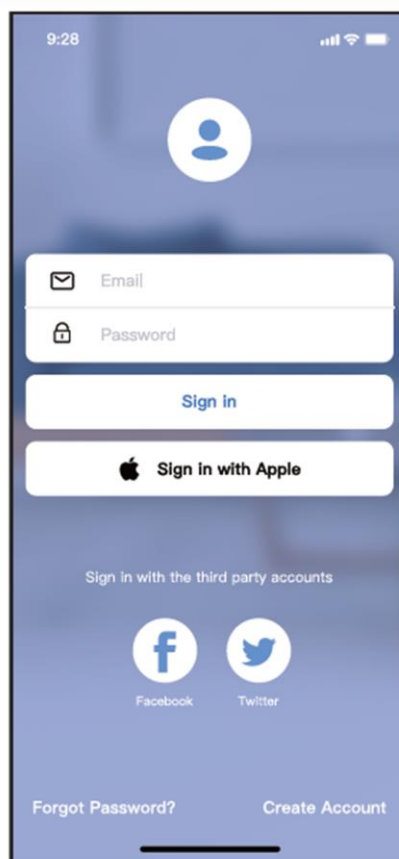 9:28
Email
Password
Sign in
Sign in with Apple
Sign in with the third party accounts
Facebook Twitter
Forgot Password? Create Account